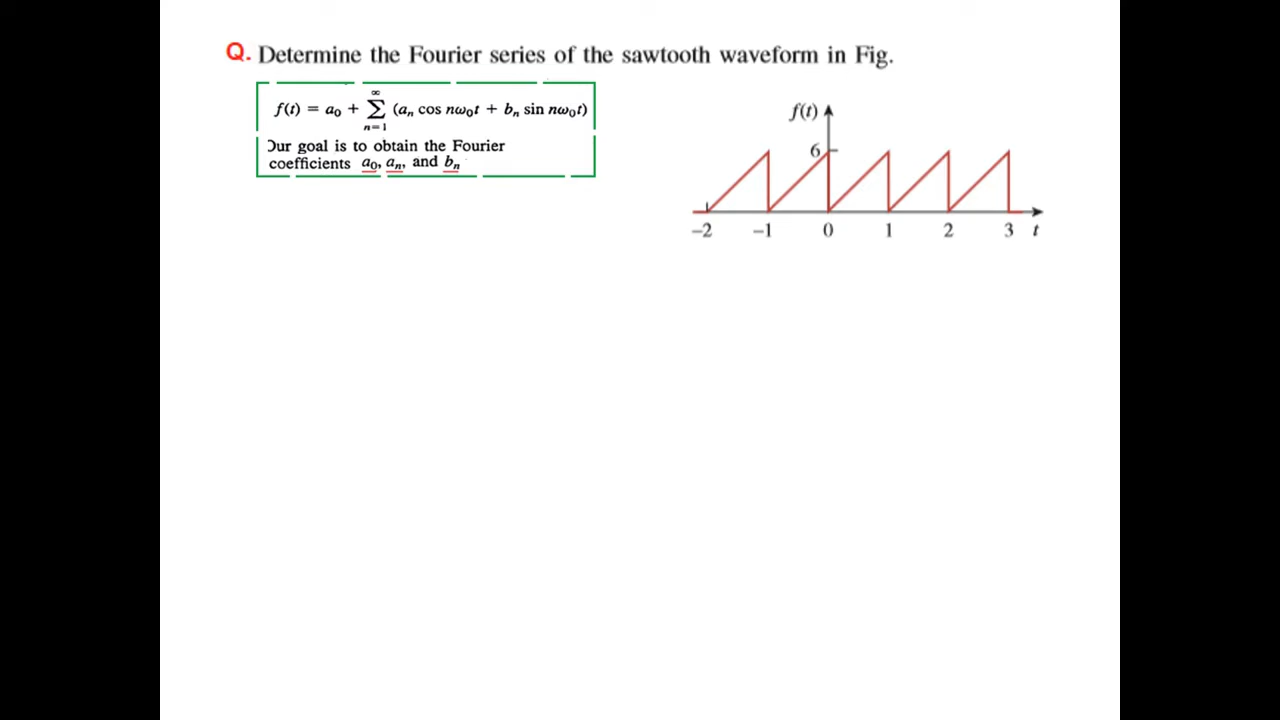 Q. Determine the Fourier series of the sawtooth waveform in Fig.
∞
f(t) = a₀ + ∑ (aₙ cos nω₀t + bₙ sin nω₀t)
n=1
Our goal is to obtain the Fourier
coefficients a₀, aₙ, and bₙ
f(t)
6
−2 −1 0 1 2 3 t